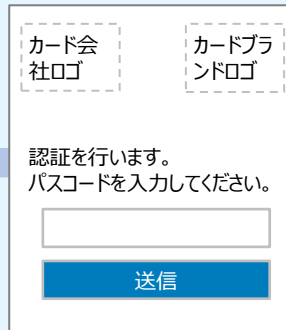 カード会
社ロゴ
カードブラ
ンドロゴ
認証を行います。
パスコードを入力してください。
送信